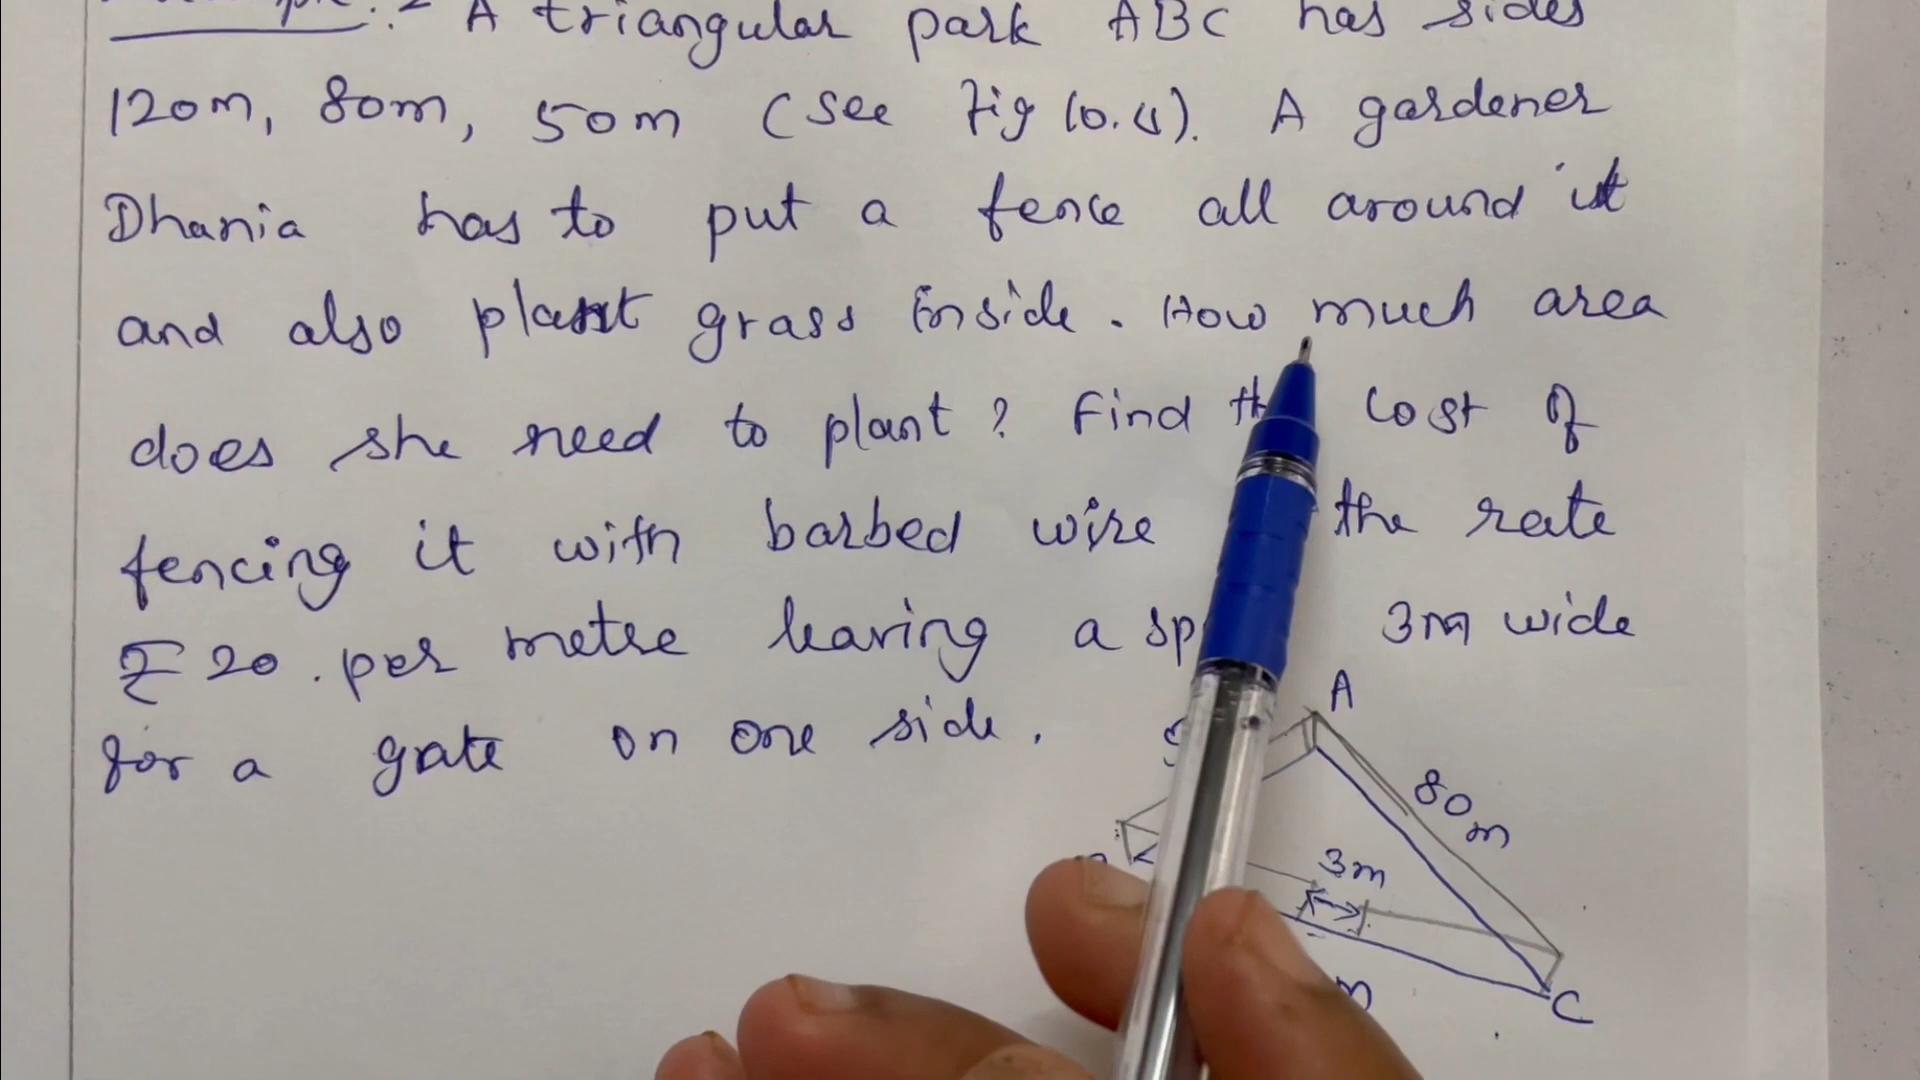 A triangular park ABC has sides
120m, 80m, 50m (see Fig 10.4). A gardener
Dhania has to put a fence all around it
and also plant grass inside. How much area
does she need to plant? Find cost of
fencing it with barbed wire the rate
₹20. per metre leaving a 3m wide
for a gate on one side.
A
80m
3m
m
C